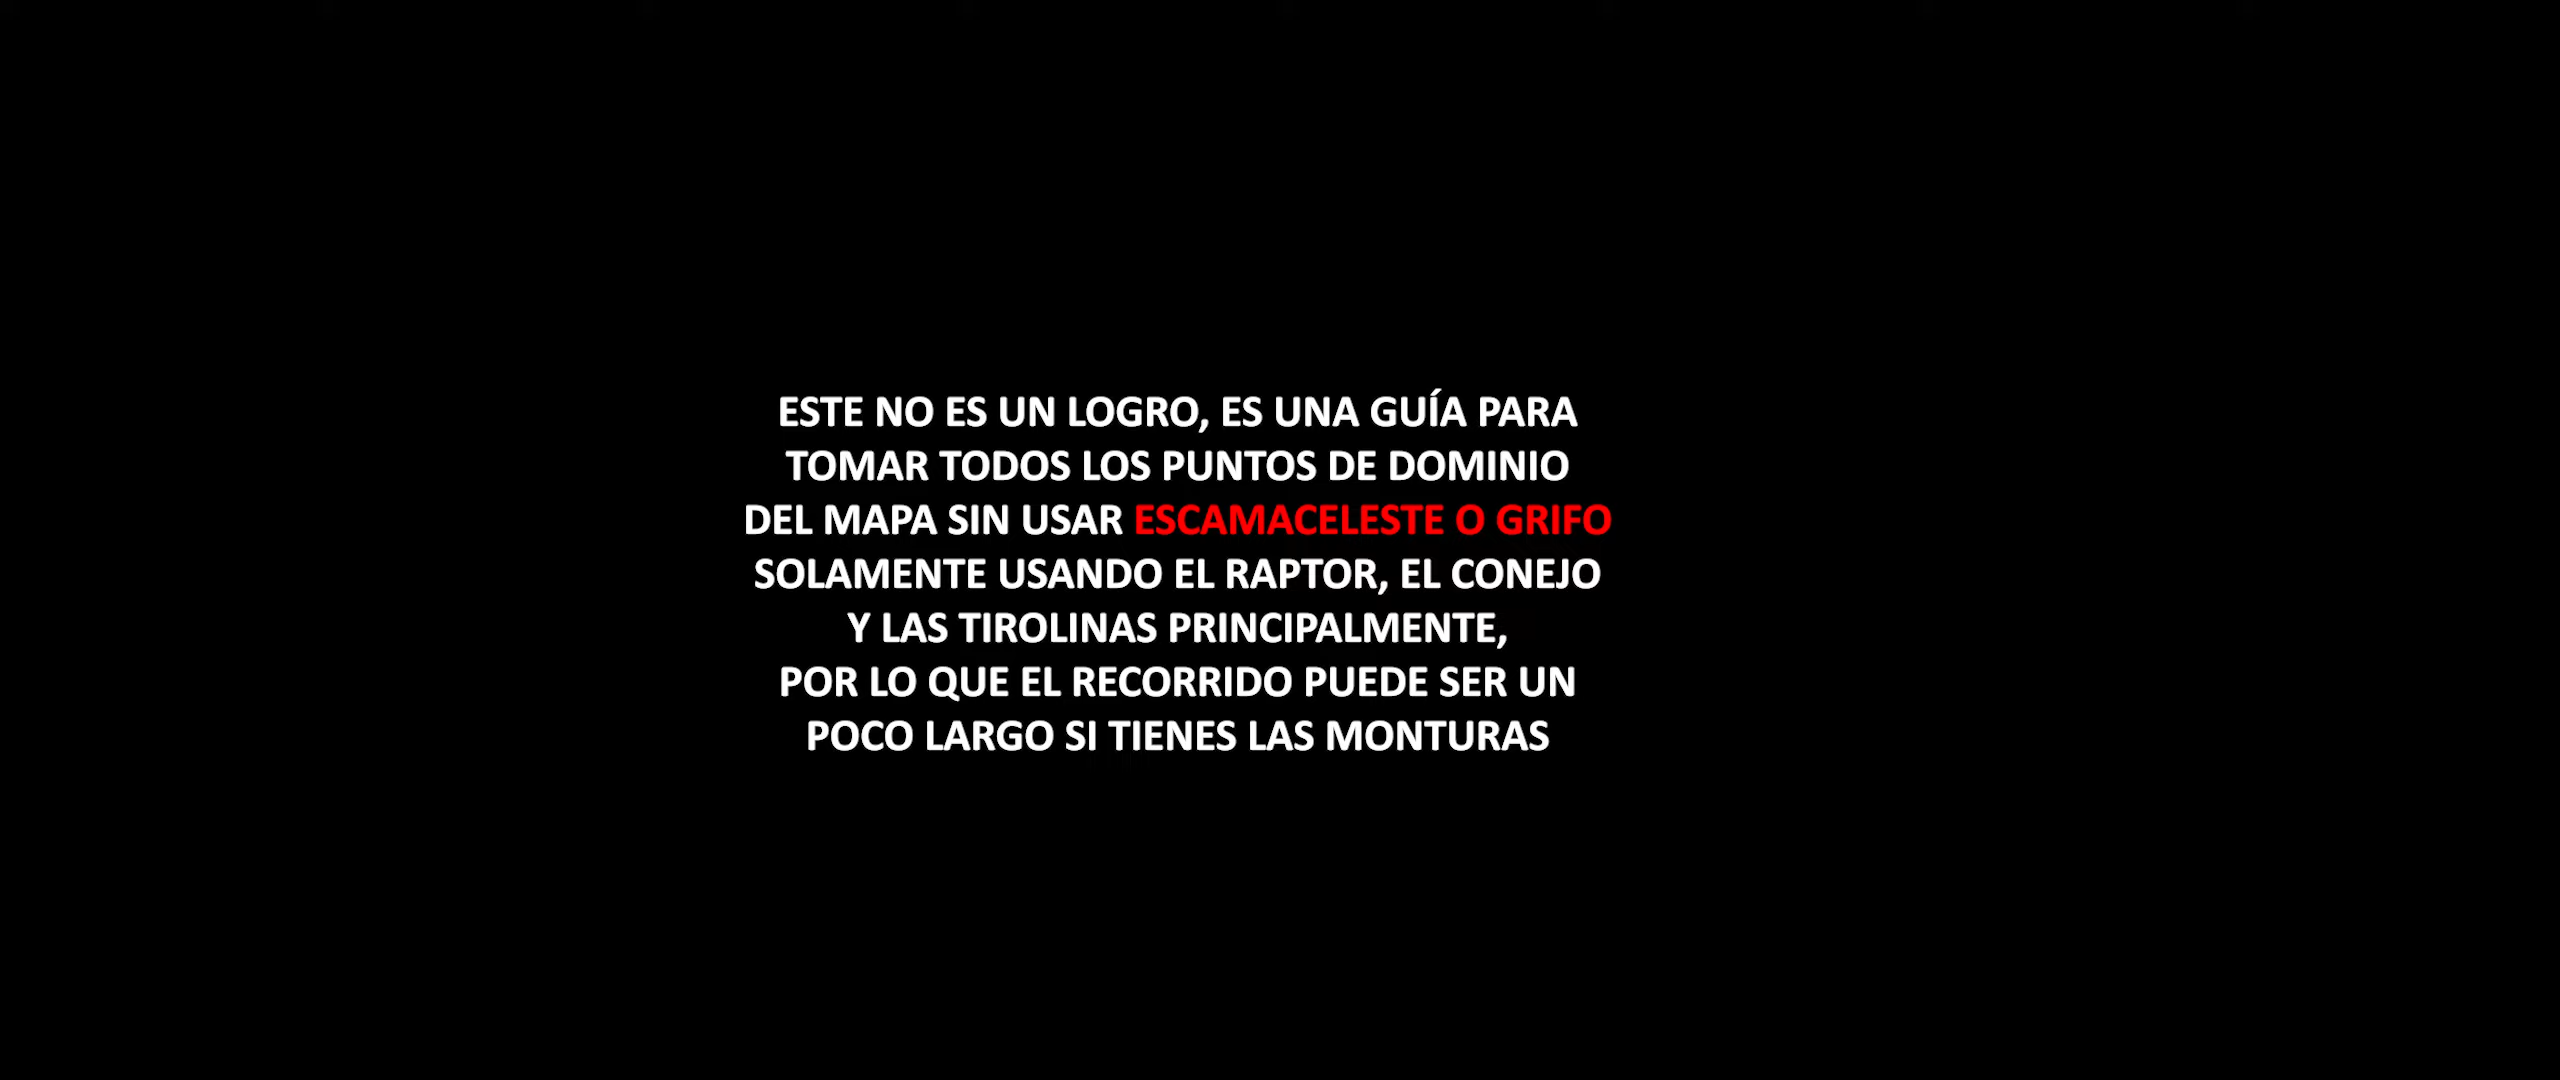 ESTE NO ES UN LOGRO, ES UNA GUÍA PARA
TOMAR TODOS LOS PUNTOS DE DOMINIO
DEL MAPA SIN USAR ESCAMACELESTE O GRIFO
SOLAMENTE USANDO EL RAPTOR, EL CONEJO
Y LAS TIROLINAS PRINCIPALMENTE,
POR LO QUE EL RECORRIDO PUEDE SER UN
POCO LARGO SI TIENES LAS MONTURAS